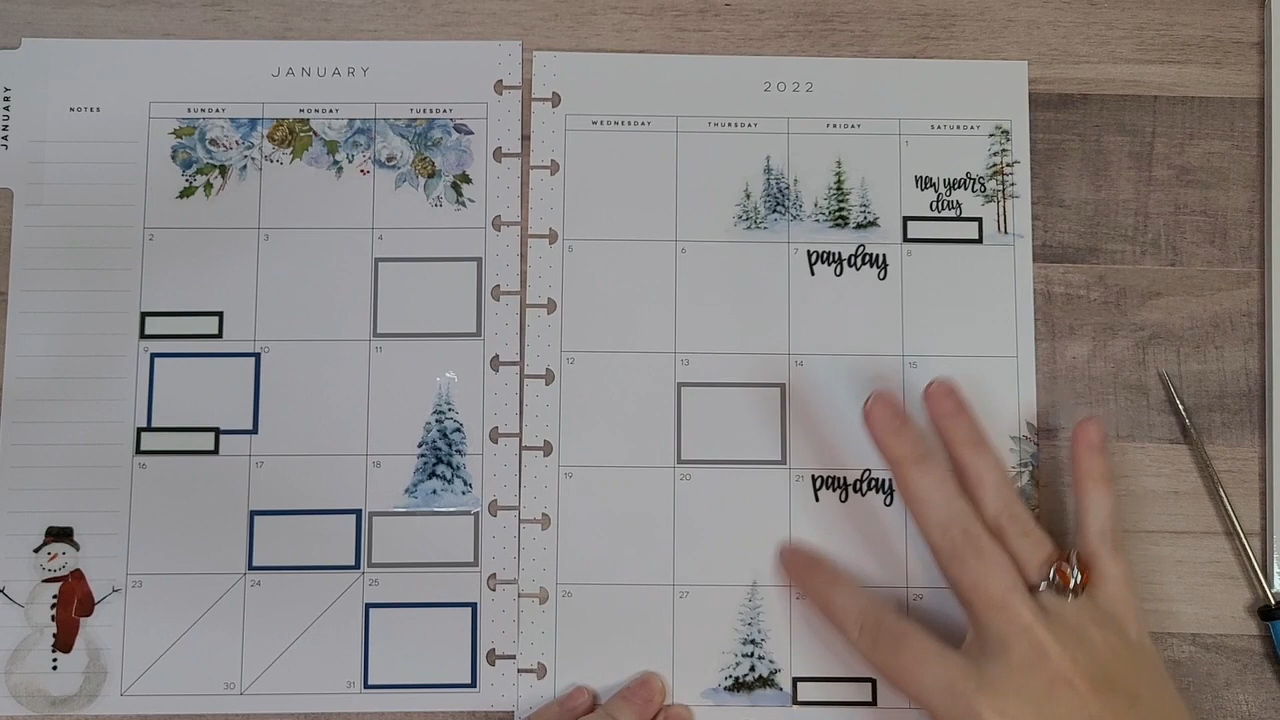 JANUARY
JANUARY
2022
NOTES
SUNDAY MONDAY TUESDAY
WEDNESDAY THURSDAY FRIDAY SATURDAY
1
new year's
day
2 3 4
5 6 7 8
payday
9 10 11
12 13 14 15
16 17 18
19 20 21
payday
23 24 25
26 27 28 29
30 31